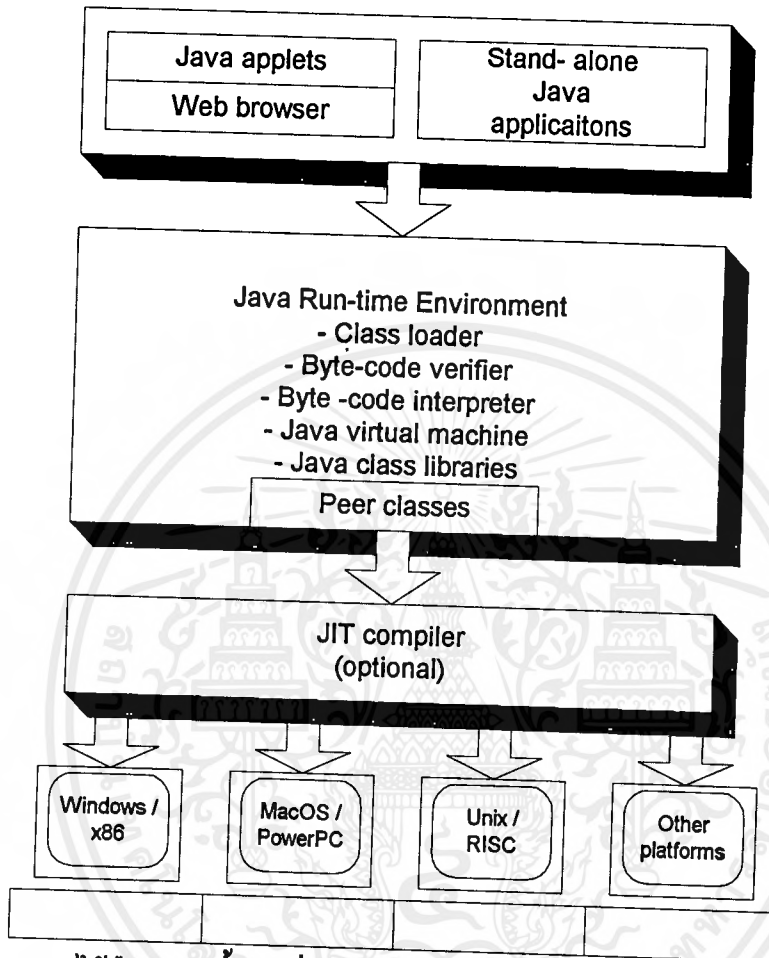 Java applets
Web browser
Stand- alone
Java
applicaitons
Java Run-time Environment
- Class loader
- Byte-code verifier
- Byte -code interpreter
- Java virtual machine
- Java class libraries
Peer classes
JIT compiler
(optional)
Windows /
x86
MacOS /
PowerPC
Unix /
RISC
Other
platforms